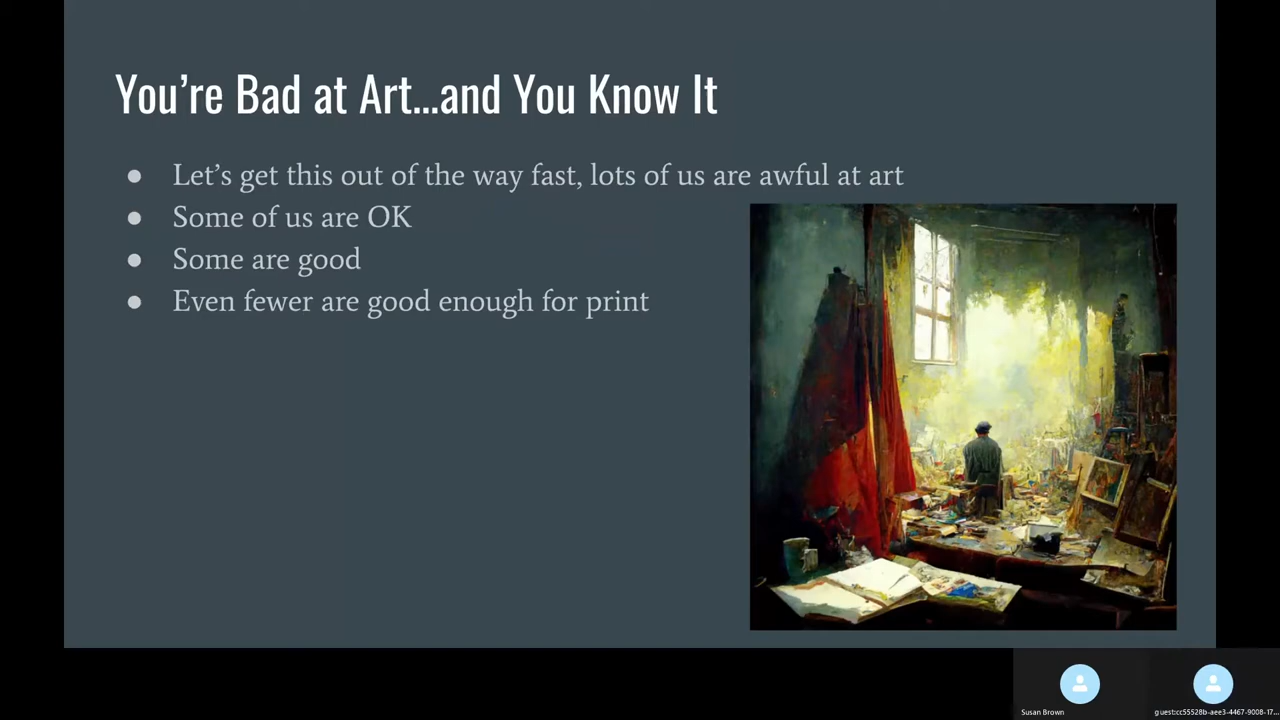 You're Bad at Art...and You Know It
● Let's get this out of the way fast, lots of us are awful at art
● Some of us are OK
● Some are good
● Even fewer are good enough for print
Susan Brown
guest:cc55528b-aee3-4467-9008-17...